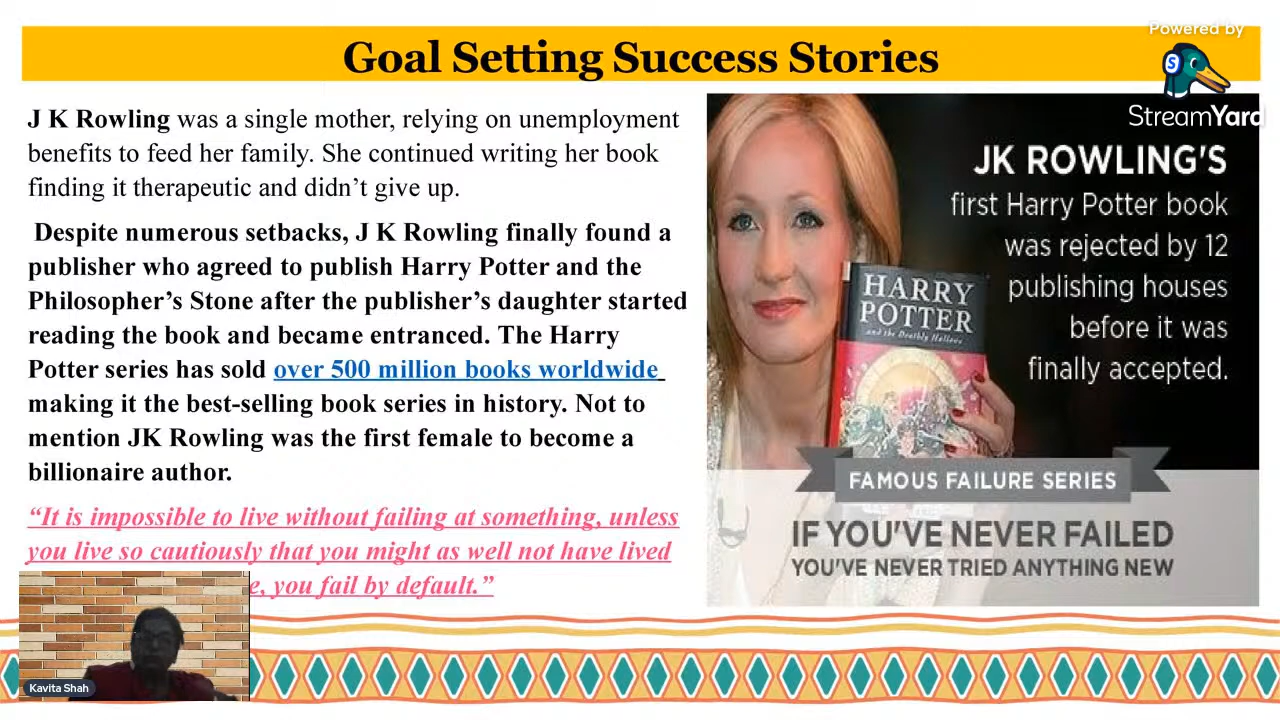 Goal Setting Success Stories
Powered by
S
StreamYard
J K Rowling was a single mother, relying on unemployment
benefits to feed her family. She continued writing her book
finding it therapeutic and didn’t give up.
Despite numerous setbacks, J K Rowling finally found a
publisher who agreed to publish Harry Potter and the
Philosopher’s Stone after the publisher’s daughter started
reading the book and became entranced. The Harry
Potter series has sold over 500 million books worldwide
making it the best-selling book series in history. Not to
mention JK Rowling was the first female to become a
billionaire author.
“It is impossible to live without failing at something, unless
you live so cautiously that you might as well not have lived
you fail by default.”
JK ROWLING'S
first Harry Potter book
was rejected by 12
publishing houses
before it was
finally accepted.
HARRY
POTTER
and the Deathly Hallows
FAMOUS FAILURE SERIES
IF YOU'VE NEVER FAILED
YOU'VE NEVER TRIED ANYTHING NEW
Kavita Shah